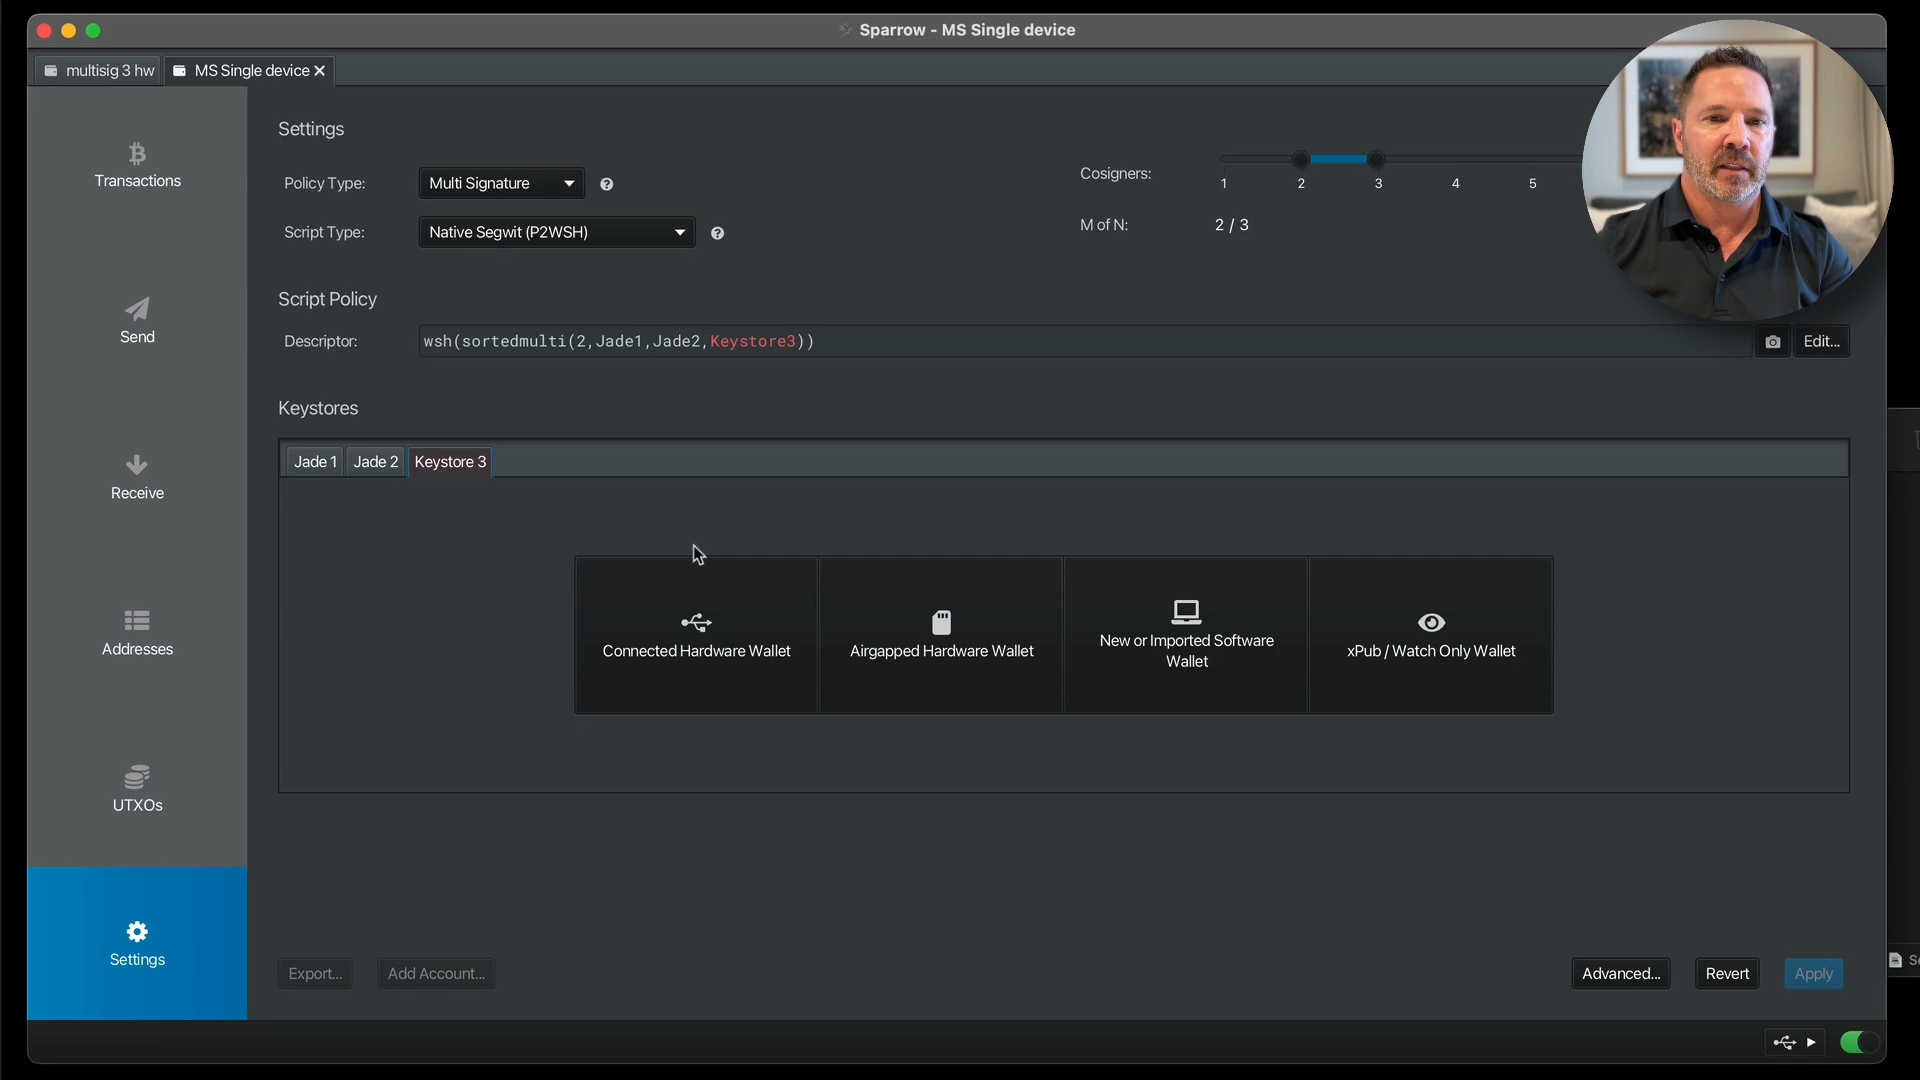 Sparrow - MS Single device
multisig 3 hw
MS Single device
Transactions
Send
Receive
Addresses
UTXOs
Settings
Settings
Policy Type:
Multi Signature
Script Type:
Native Segwit (P2WSH)
Cosigners:
1 2 3 4 5
M of N:
2 / 3
Script Policy
Descriptor:
wsh(sortedmulti(2,Jade1,Jade2,Keystore3))
Edit...
Keystores
Jade 1
Jade 2
Keystore 3
Connected Hardware Wallet
Airgapped Hardware Wallet
New or Imported Software
Wallet
xPub / Watch Only Wallet
Export...
Add Account...
Advanced...
Revert
Apply